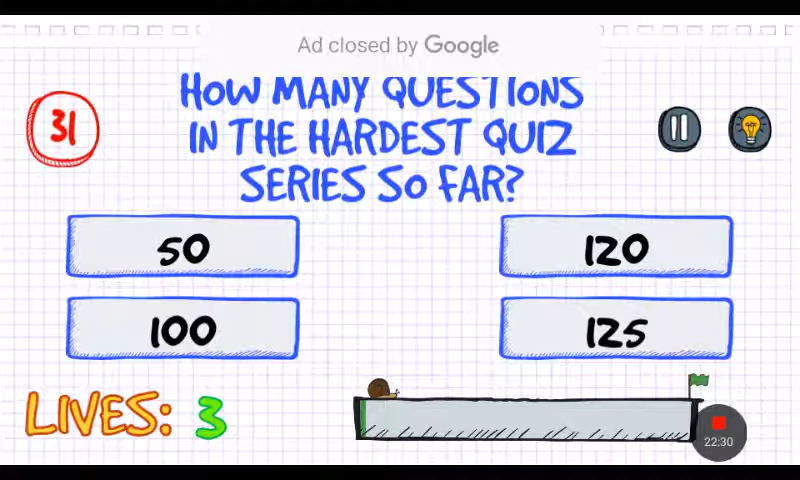 Ad closed by Google
31
HOW MANY QUESTIONS
IN THE HARDEST QUIZ
SERIES SO FAR?
50
120
100
125
LIVES: 3
22:30